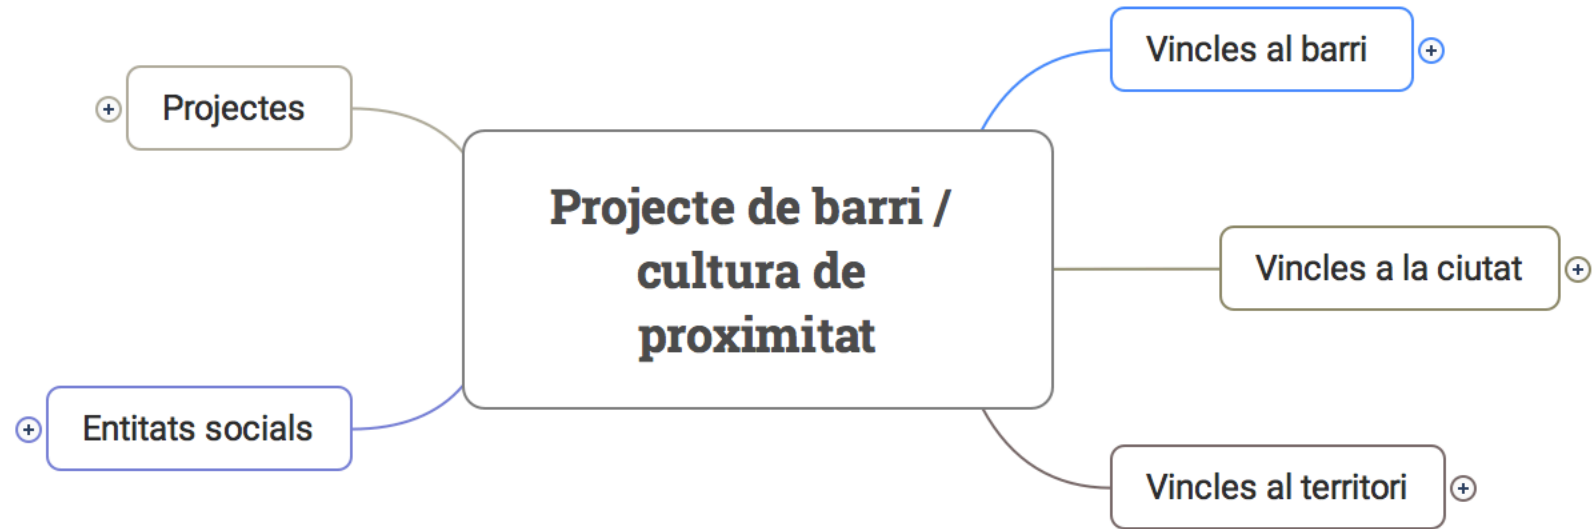 Projecte de barri /
cultura de
proximitat
Vincles al barri
Vincles a la ciutat
Vincles al territori
Projectes
Entitats socials